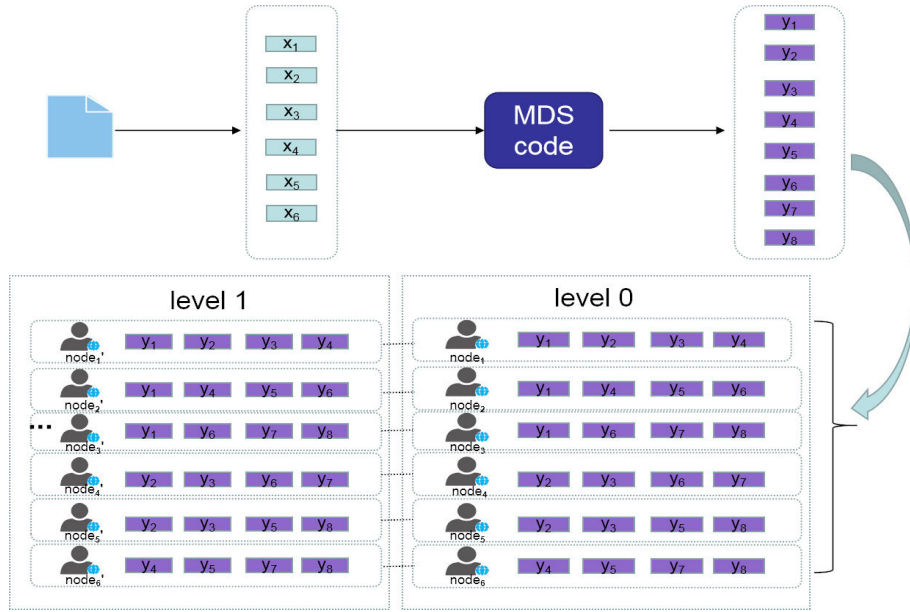 x₁
x₂
x₃
x₄
x₅
x₆
MDS
code
y₁
y₂
y₃
y₄
y₅
y₆
y₇
y₈
level 1
node₁'
y₁ y₂ y₃ y₄
node₂'
y₁ y₄ y₅ y₆
...
node₃'
y₁ y₆ y₇ y₈
node₄'
y₂ y₃ y₆ y₇
node₅'
y₂ y₃ y₅ y₈
node₆'
y₄ y₅ y₇ y₈
level 0
node₁
y₁ y₂ y₃ y₄
node₂
y₁ y₄ y₅ y₆
node₃
y₁ y₆ y₇ y₈
node₄
y₂ y₃ y₆ y₇
node₅
y₂ y₃ y₅ y₈
node₆
y₄ y₅ y₇ y₈